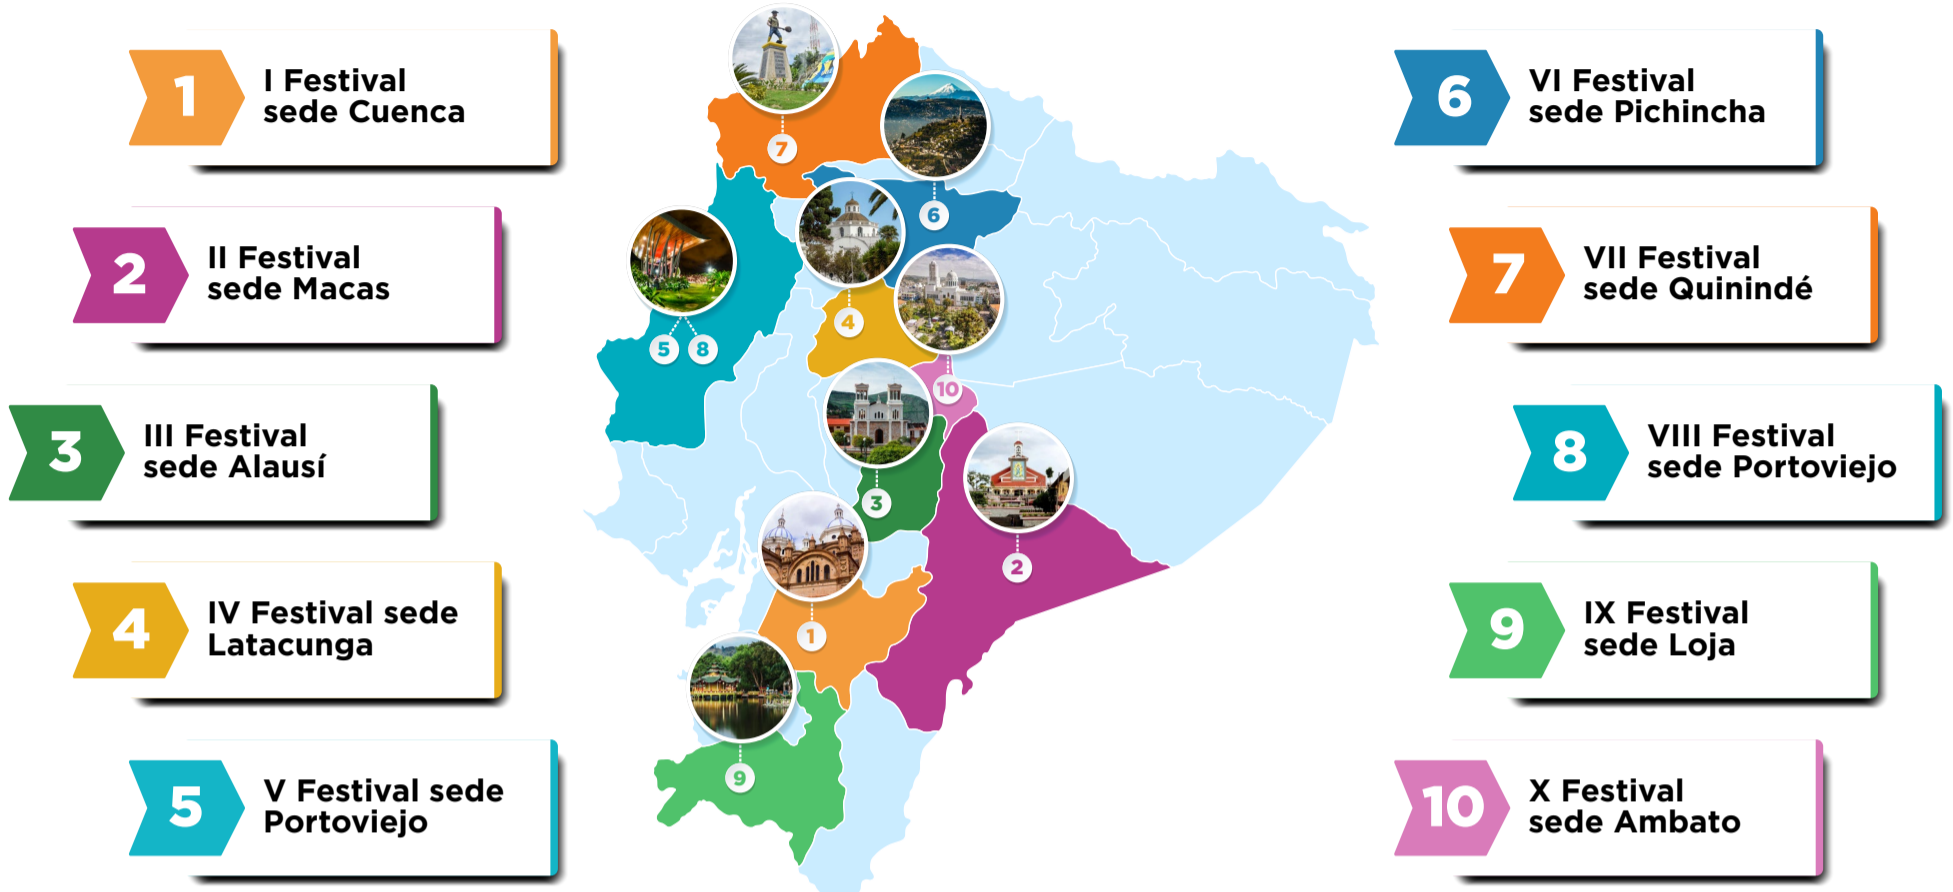 1
I Festival
sede Cuenca
2
II Festival
sede Macas
3
III Festival
sede Alausí
4
IV Festival sede
Latacunga
5
V Festival sede
Portoviejo
7
6
5 8
4
10
3
2
1
9
6
VI Festival
sede Pichincha
7
VII Festival
sede Quinindé
8
VIII Festival
sede Portoviejo
9
IX Festival
sede Loja
10
X Festival
sede Ambato